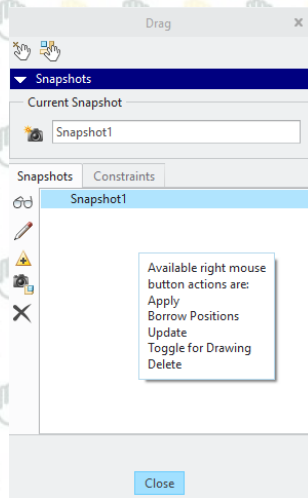 Drag
Snapshots
Current Snapshot
Snapshot1
Snapshots Constraints
Snapshot1
Available right mouse
button actions are:
Apply
Borrow Positions
Update
Toggle for Drawing
Delete
Close